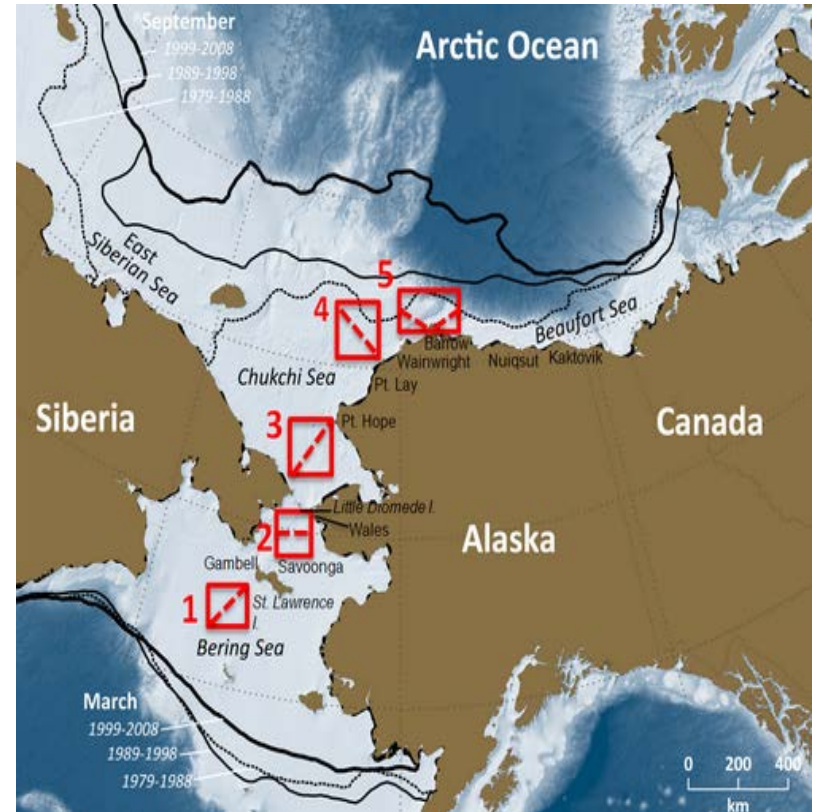 September
1999-2008
1989-1998
1979-1988
Arctic Ocean
East
Siberian Sea
5
4
Beaufort Sea
Barrow
Wainwright
Nuiqsut
Kaktovik
Chukchi Sea
Pt. Lay
Siberia
3
Pt. Hope
Canada
Little Diomede I.
2
Wales
Alaska
Gambell
Savoonga
1
St. Lawrence
I.
Bering Sea
March
1999-2008
1989-1998
1979-1988
0 200 400
km